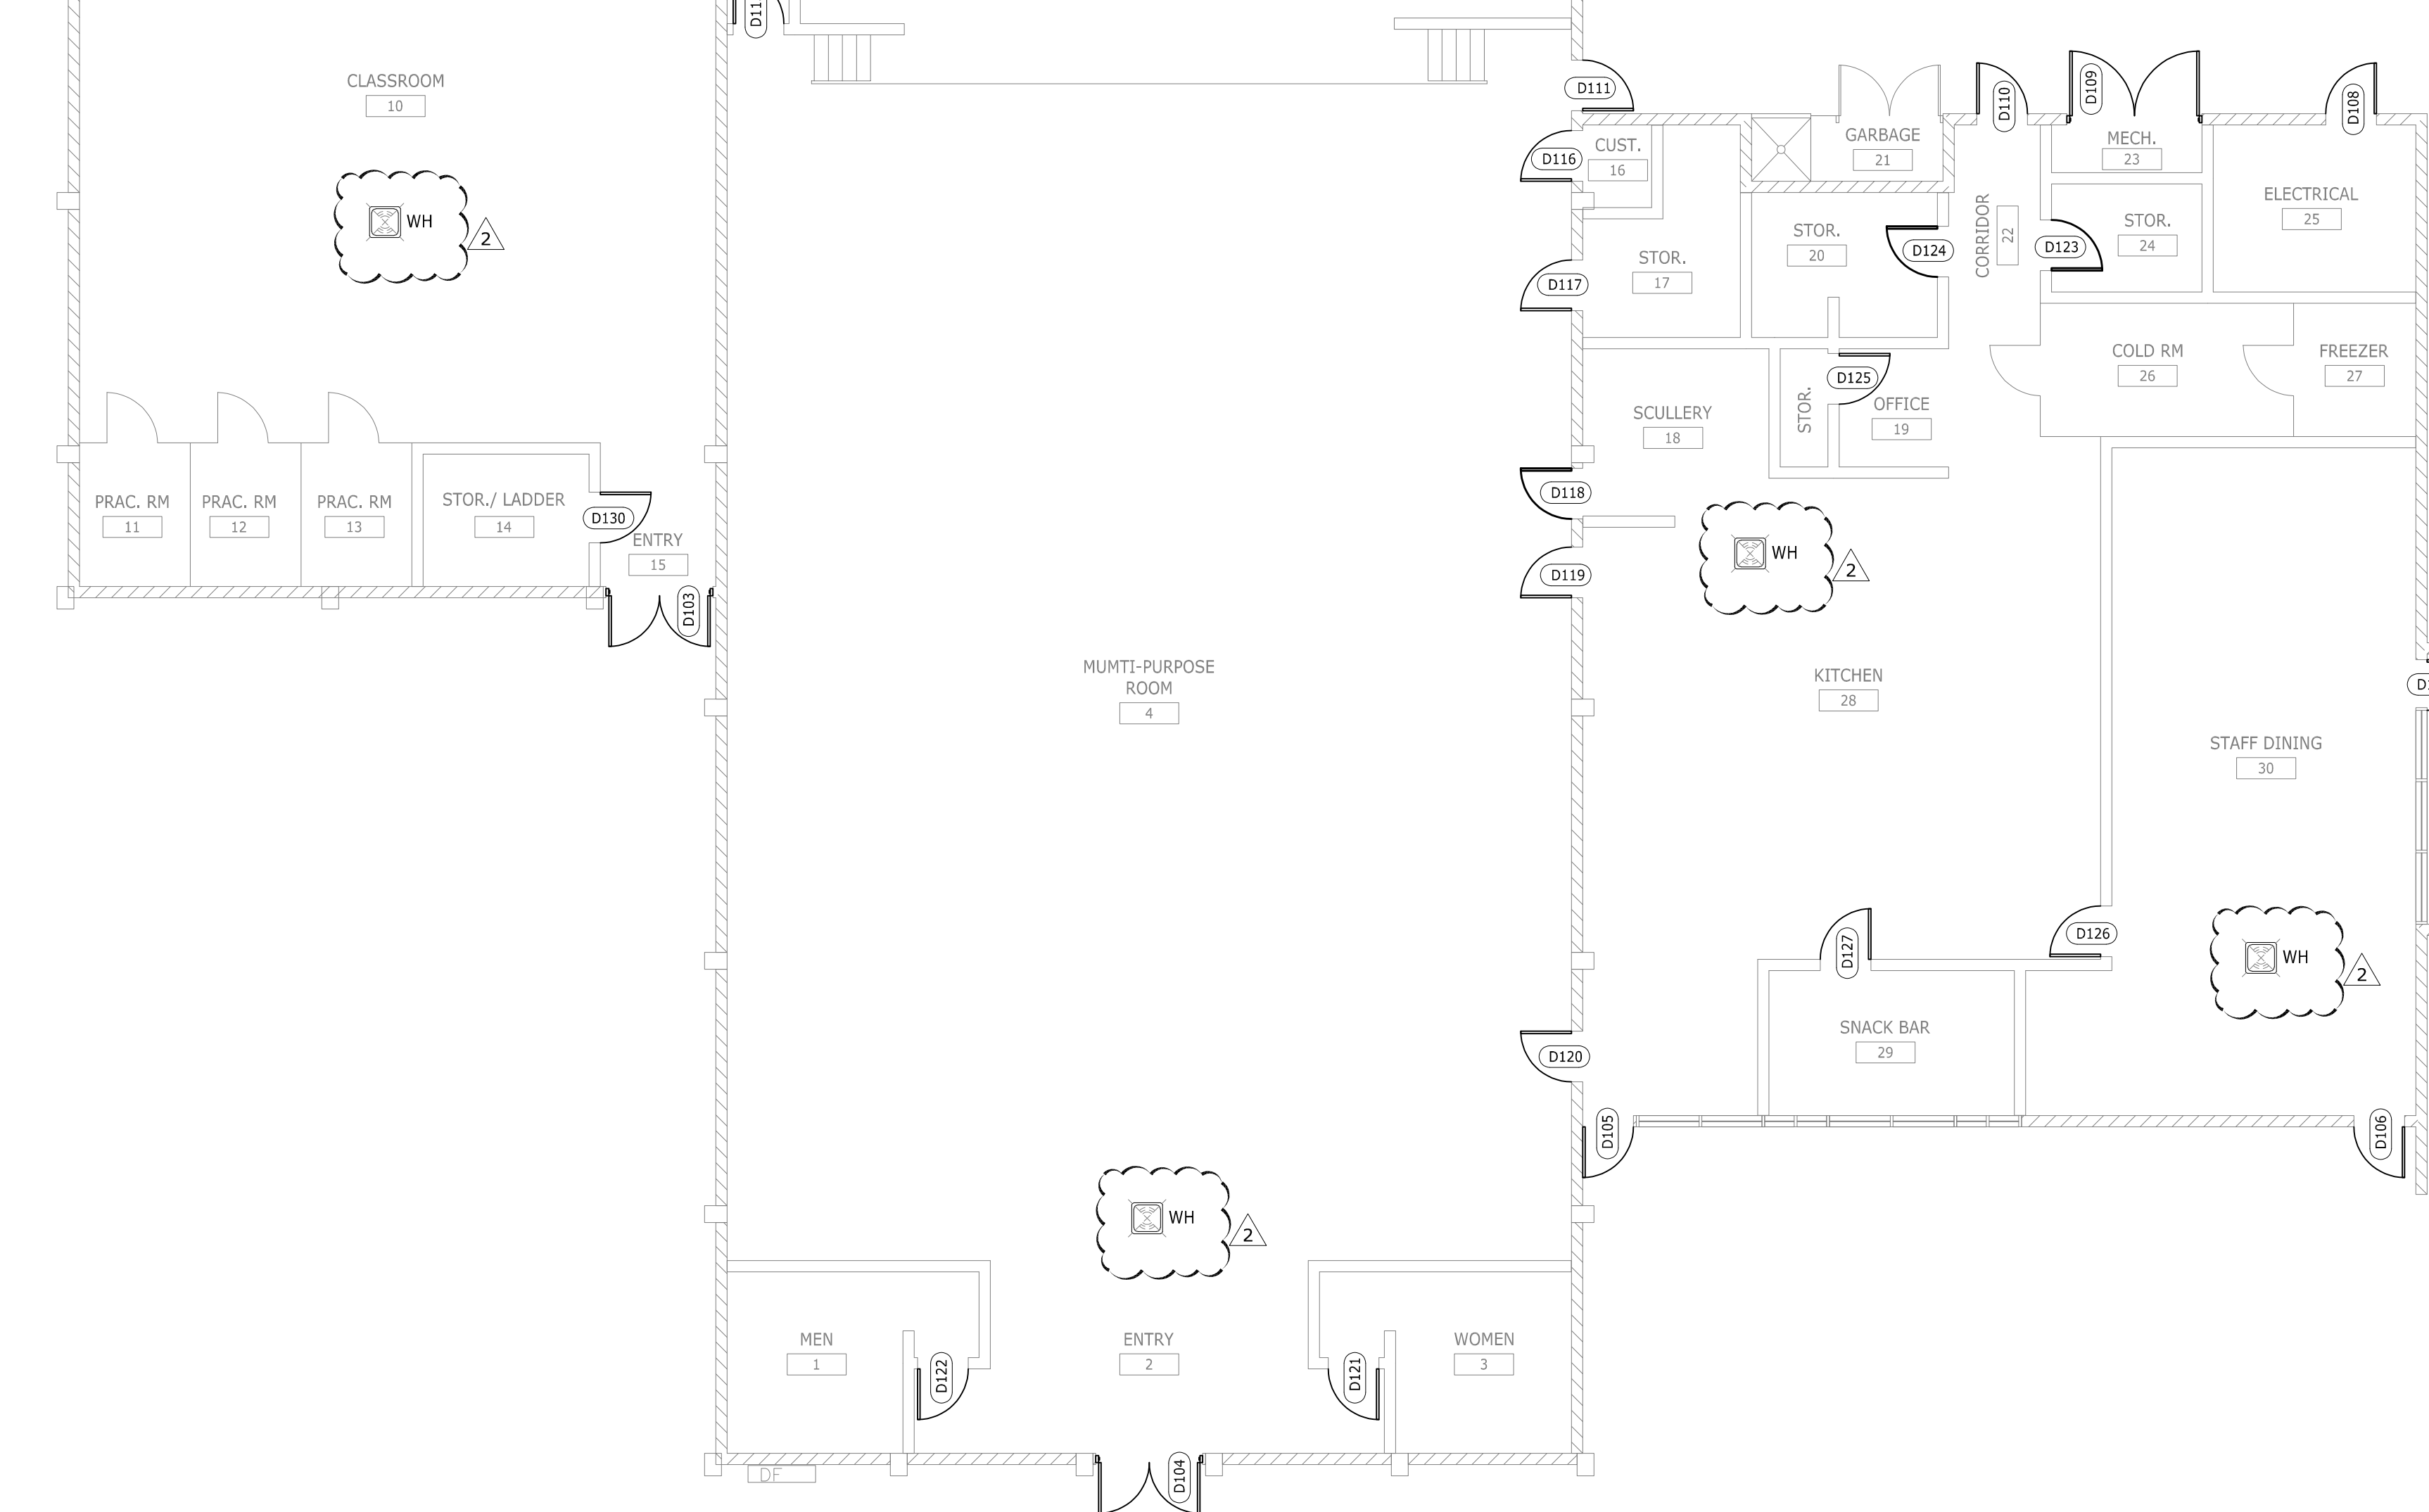 D111
CLASSROOM
10
WH
2
D109
D110
D108
CUST.
16
D116
GARBAGE
21
MECH.
23
ELECTRICAL
25
STOR.
17
D117
STOR.
20
D124
CORRIDOR
22
D123
STOR.
24
COLD RM
26
FREEZER
27
SCULLERY
18
STOR.
D125
OFFICE
19
PRAC. RM
11
PRAC. RM
12
PRAC. RM
13
STOR./ LADDER
14
D130
ENTRY
15
D103
D118
D119
WH
2
MUMTI-PURPOSE
ROOM
4
KITCHEN
28
STAFF DINING
30
D127
D126
WH
2
SNACK BAR
29
D120
D105
D106
WH
2
MEN
1
D122
ENTRY
2
D121
WOMEN
3
DF
D104